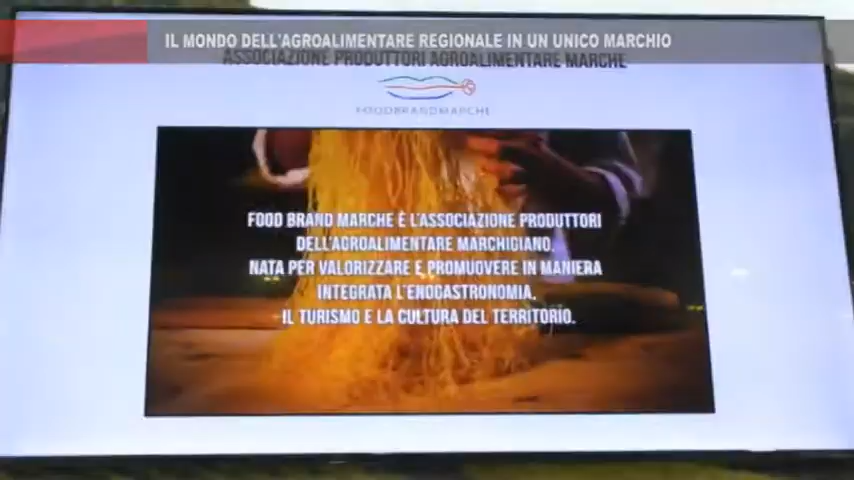 IL MONDO DELL'AGROALIMENTARE REGIONALE IN UN UNICO MARCHIO
ASSOCIAZIONE PRODUTTORI AGROALIMENTARE MARCHE
FOODBRANDMARCHE
FOOD BRAND MARCHE È L'ASSOCIAZIONE PRODUTTORI
DELL'AGROALIMENTARE MARCHIGIANO.
NATA PER VALORIZZARE E PROMUOVERE IN MANIERA
INTEGRATA L'ENOGASTRONOMIA.
IL TURISMO E LA CULTURA DEL TERRITORIO.